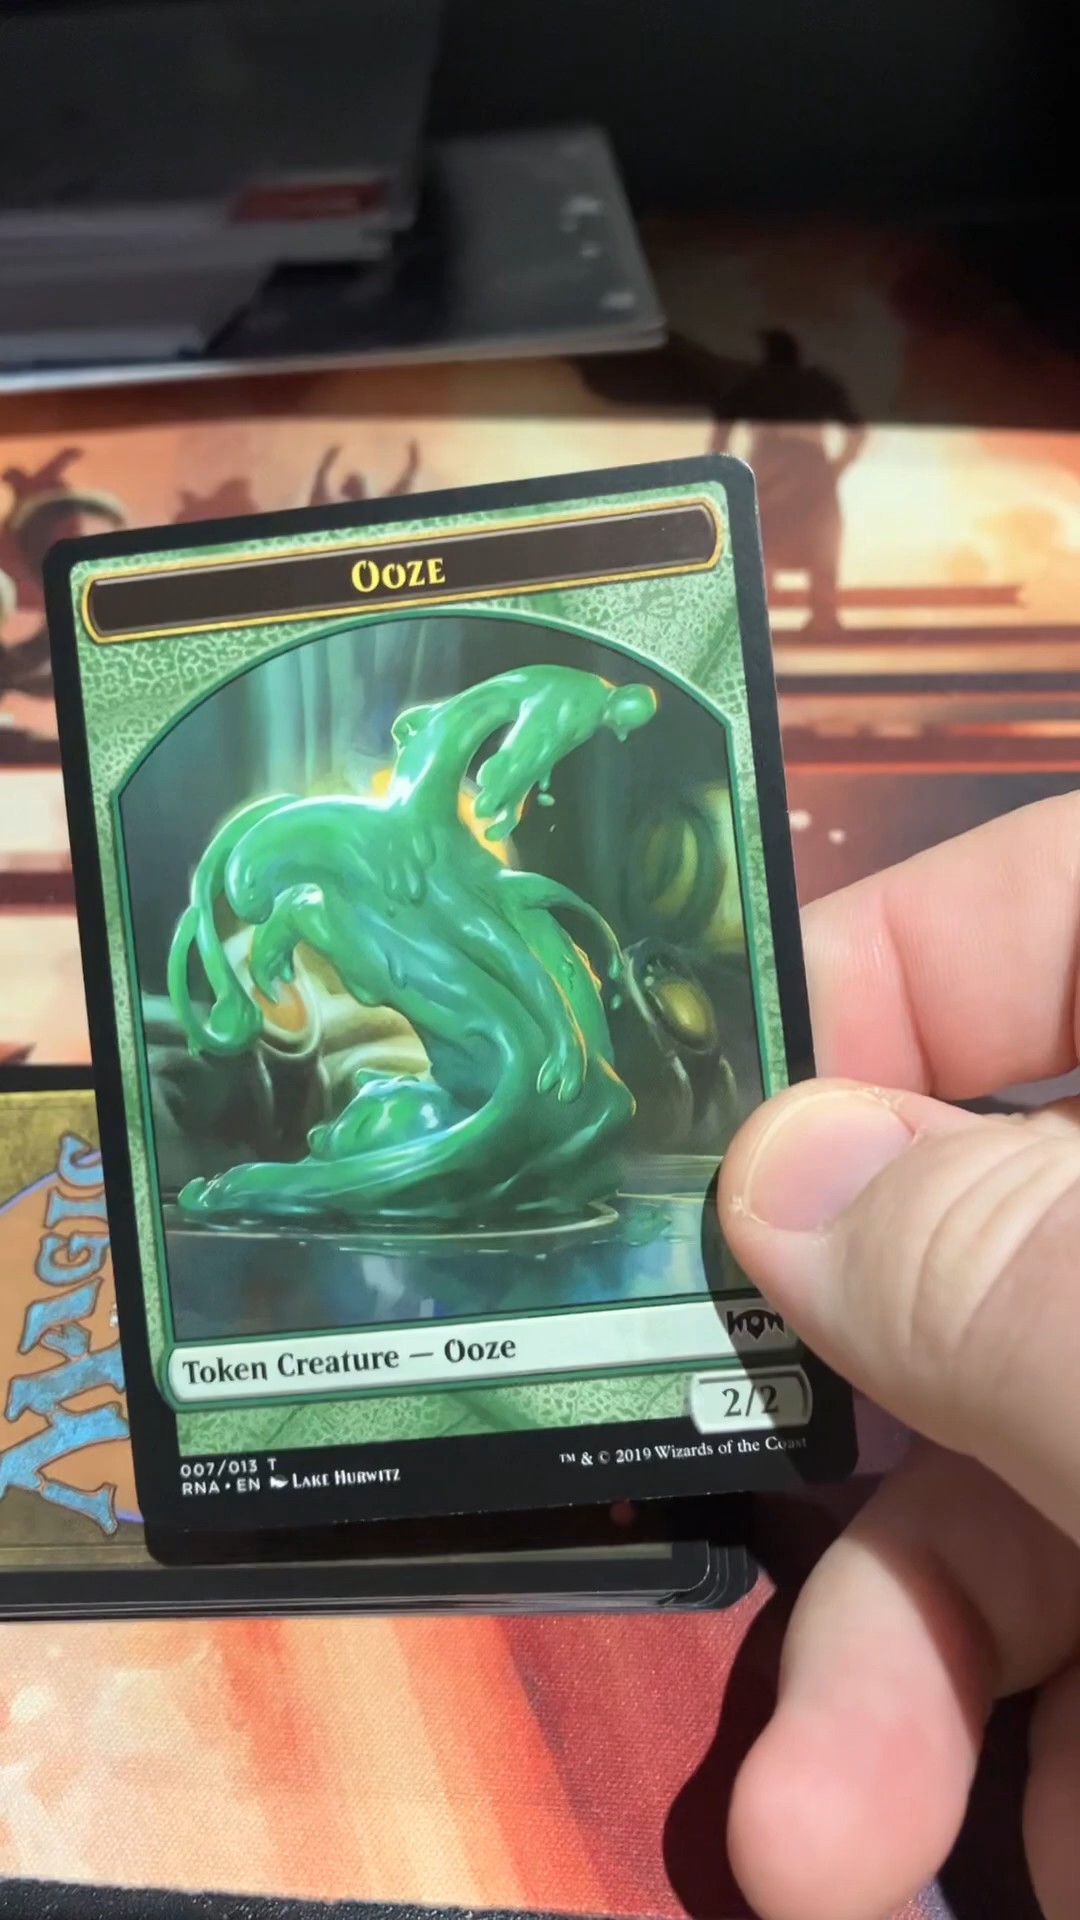 Ooze
Token Creature — Ooze
2/2
007/013 T
RNA • EN Lake Hurwitz
™ & © 2019 Wizards of the Coast
MAGIC